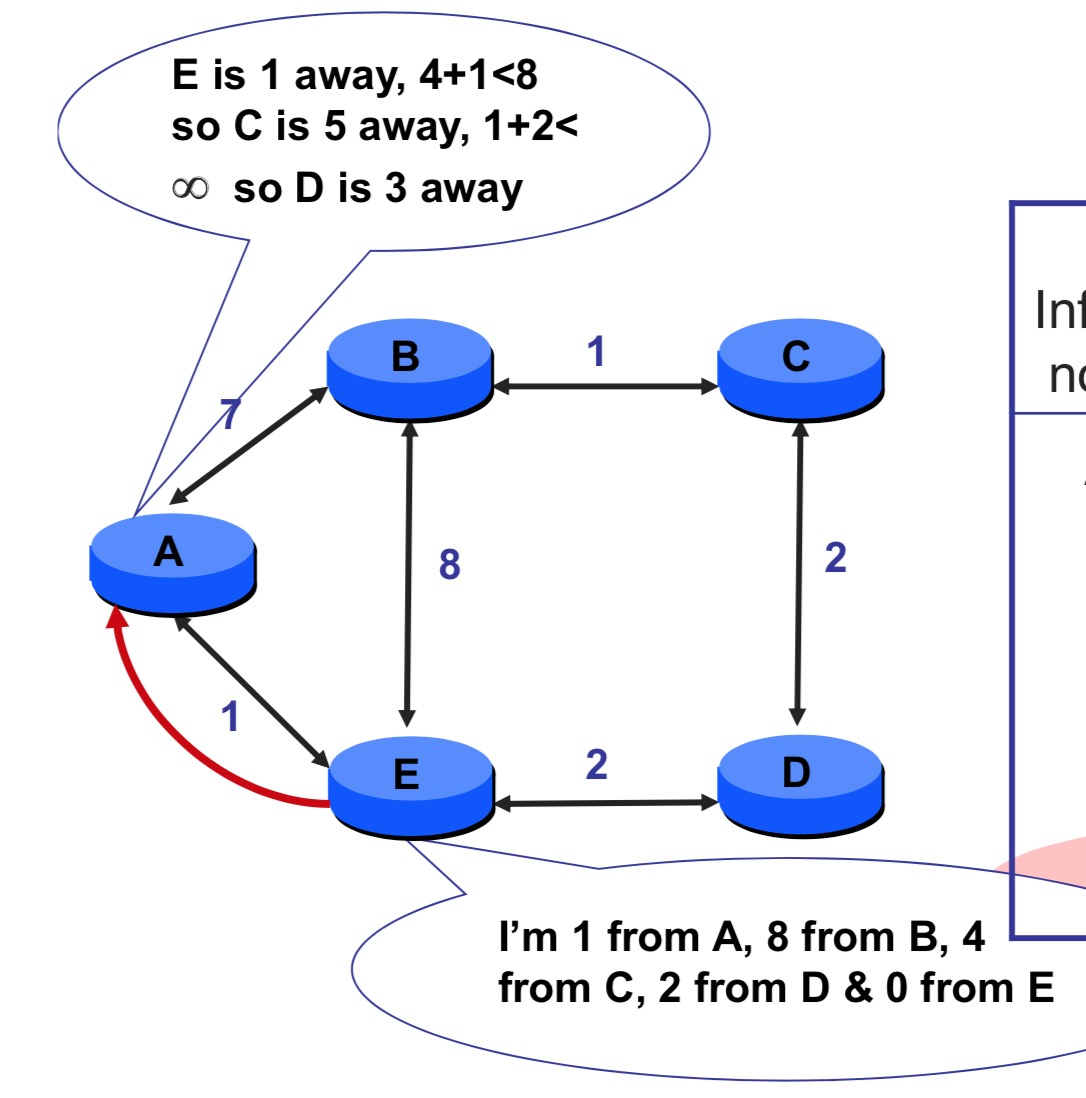 E is 1 away, 4+1<8
so C is 5 away, 1+2<
∞ so D is 3 away
B
1
C
7
A
8
2
1
E
2
D
I’m 1 from A, 8 from B, 4
from C, 2 from D & 0 from E